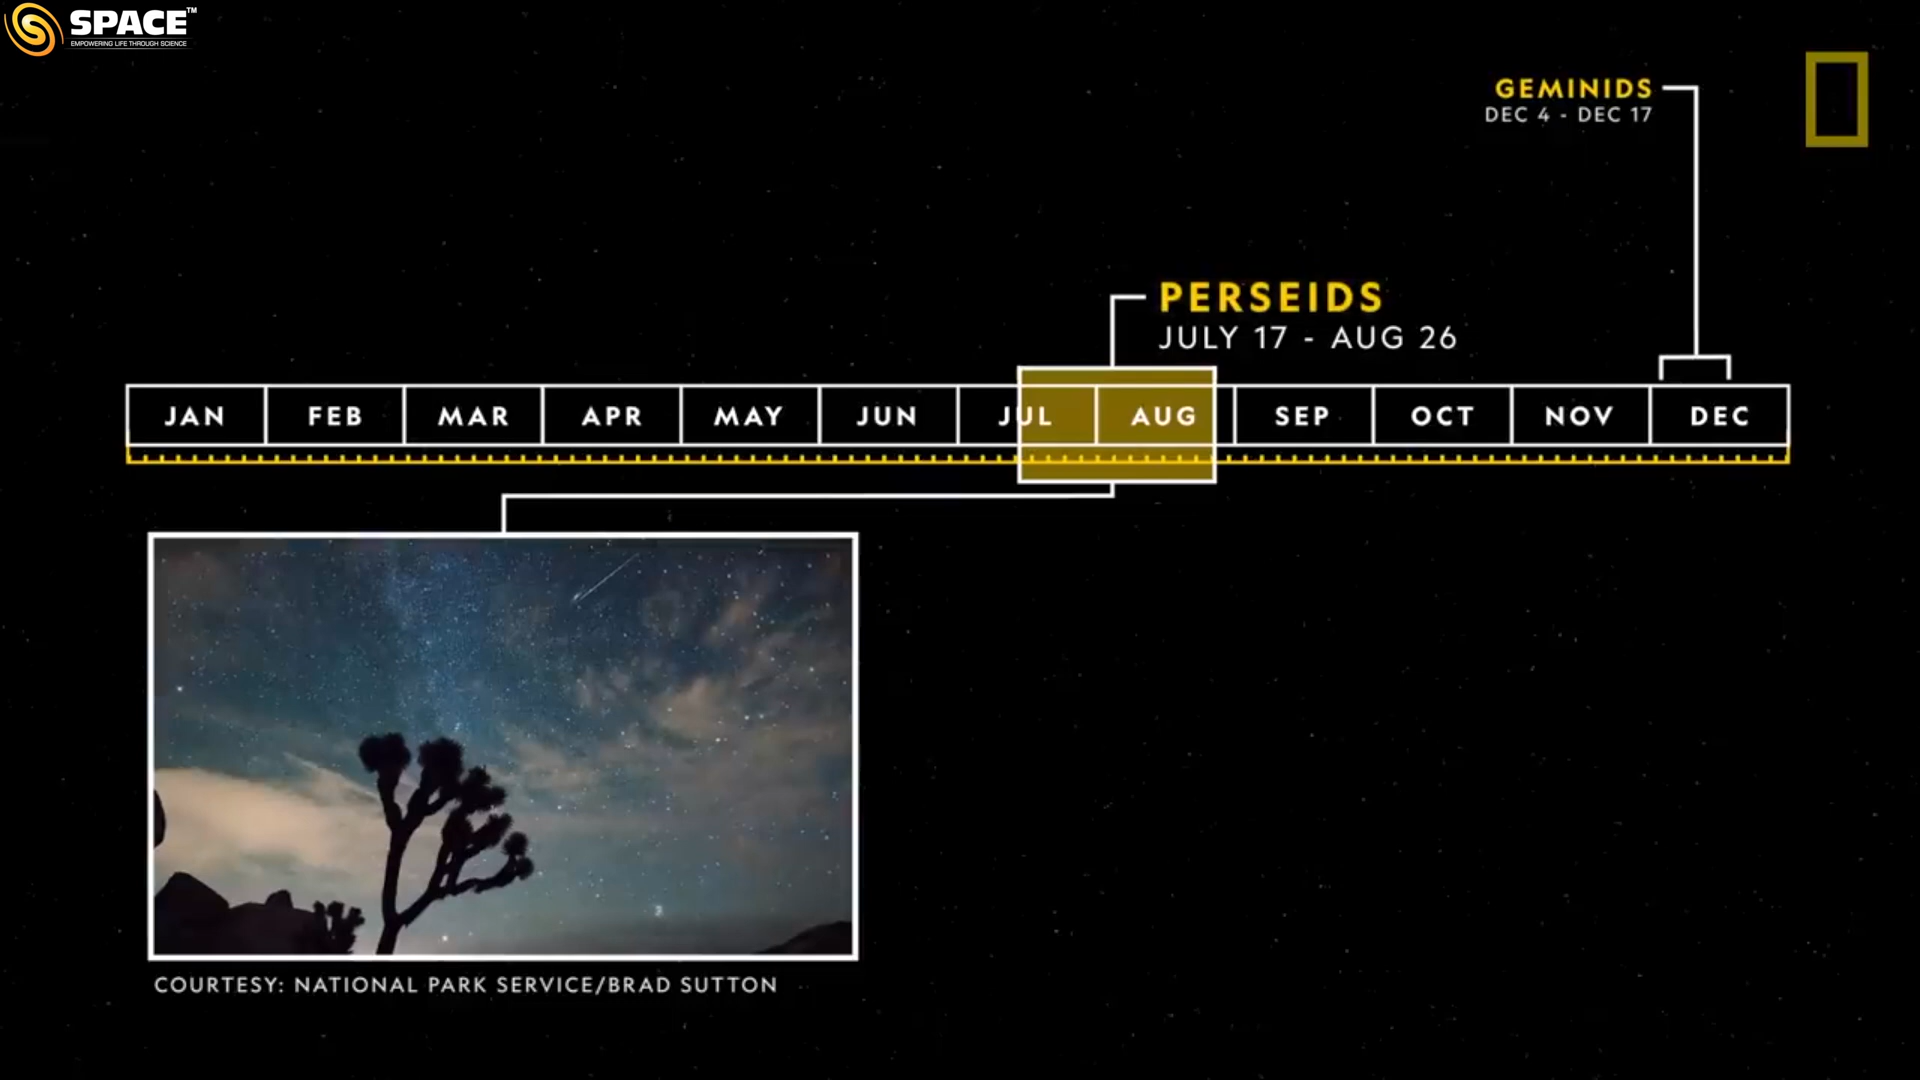 SPACE™
EMPOWERING LIFE THROUGH SCIENCE
GEMINIDS
DEC 4 - DEC 17
PERSEIDS
JULY 17 - AUG 26
JAN FEB MAR APR MAY JUN JUL AUG SEP OCT NOV DEC
COURTESY: NATIONAL PARK SERVICE/BRAD SUTTON